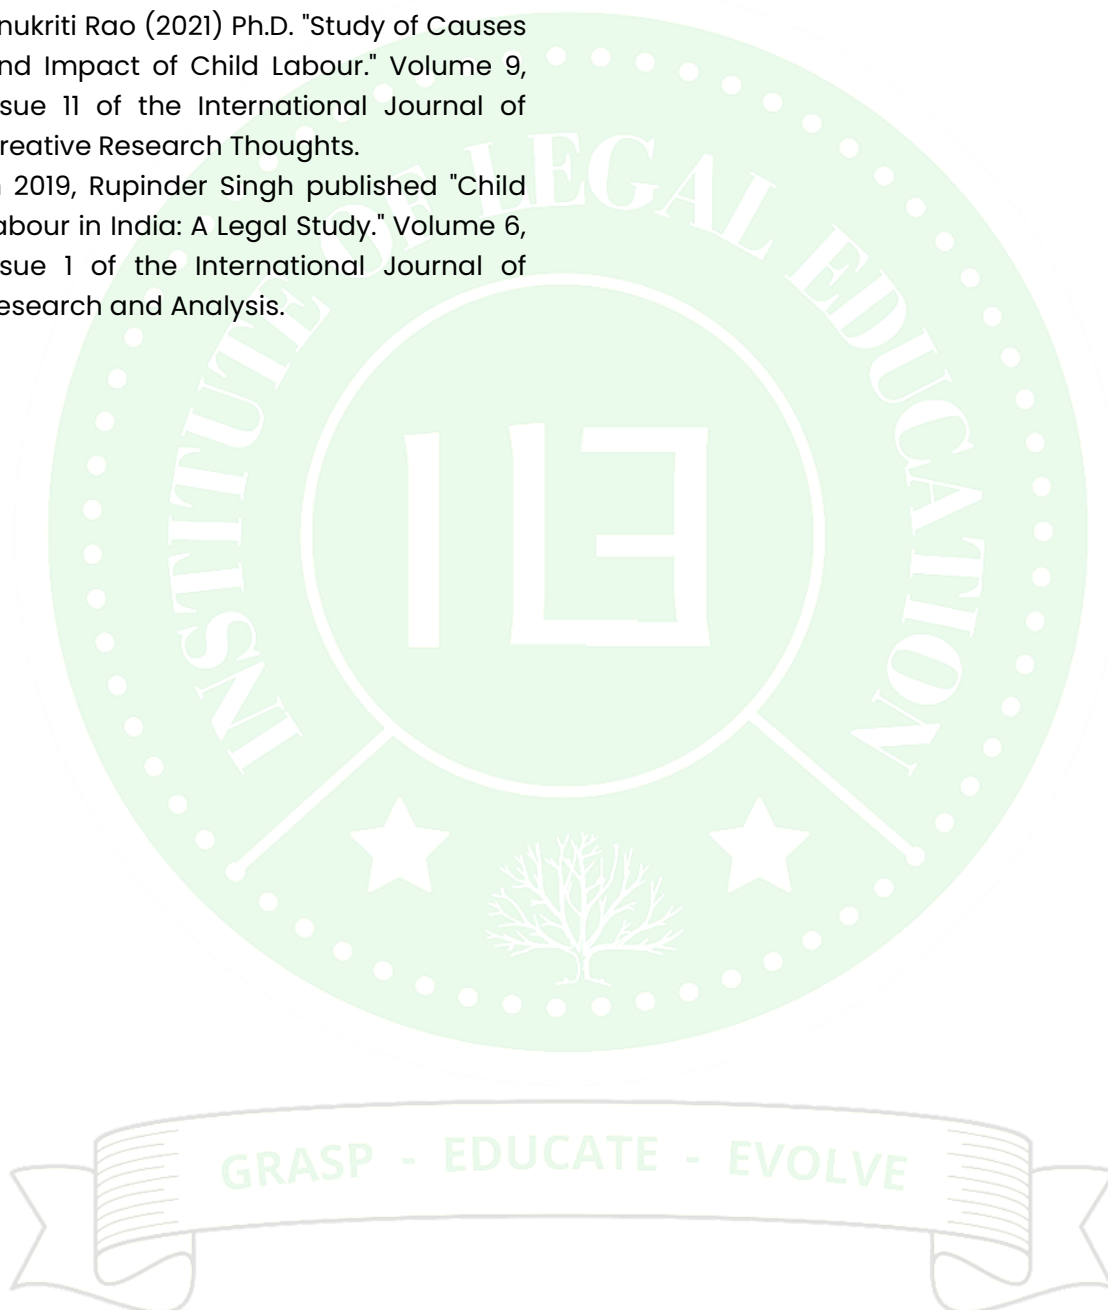 nukriti Rao (2021) Ph.D. "Study of Causes
nd Impact of Child Labour." Volume 9,
sue 11 of the International Journal of
reative Research Thoughts.
2019, Rupinder Singh published "Child
abour in India: A Legal Study." Volume 6,
sue 1 of the International Journal of
esearch and Analysis.
INSTITUTE OF LEGAL EDUCATION
ILE
GRASP - EDUCATE - EVOLVE